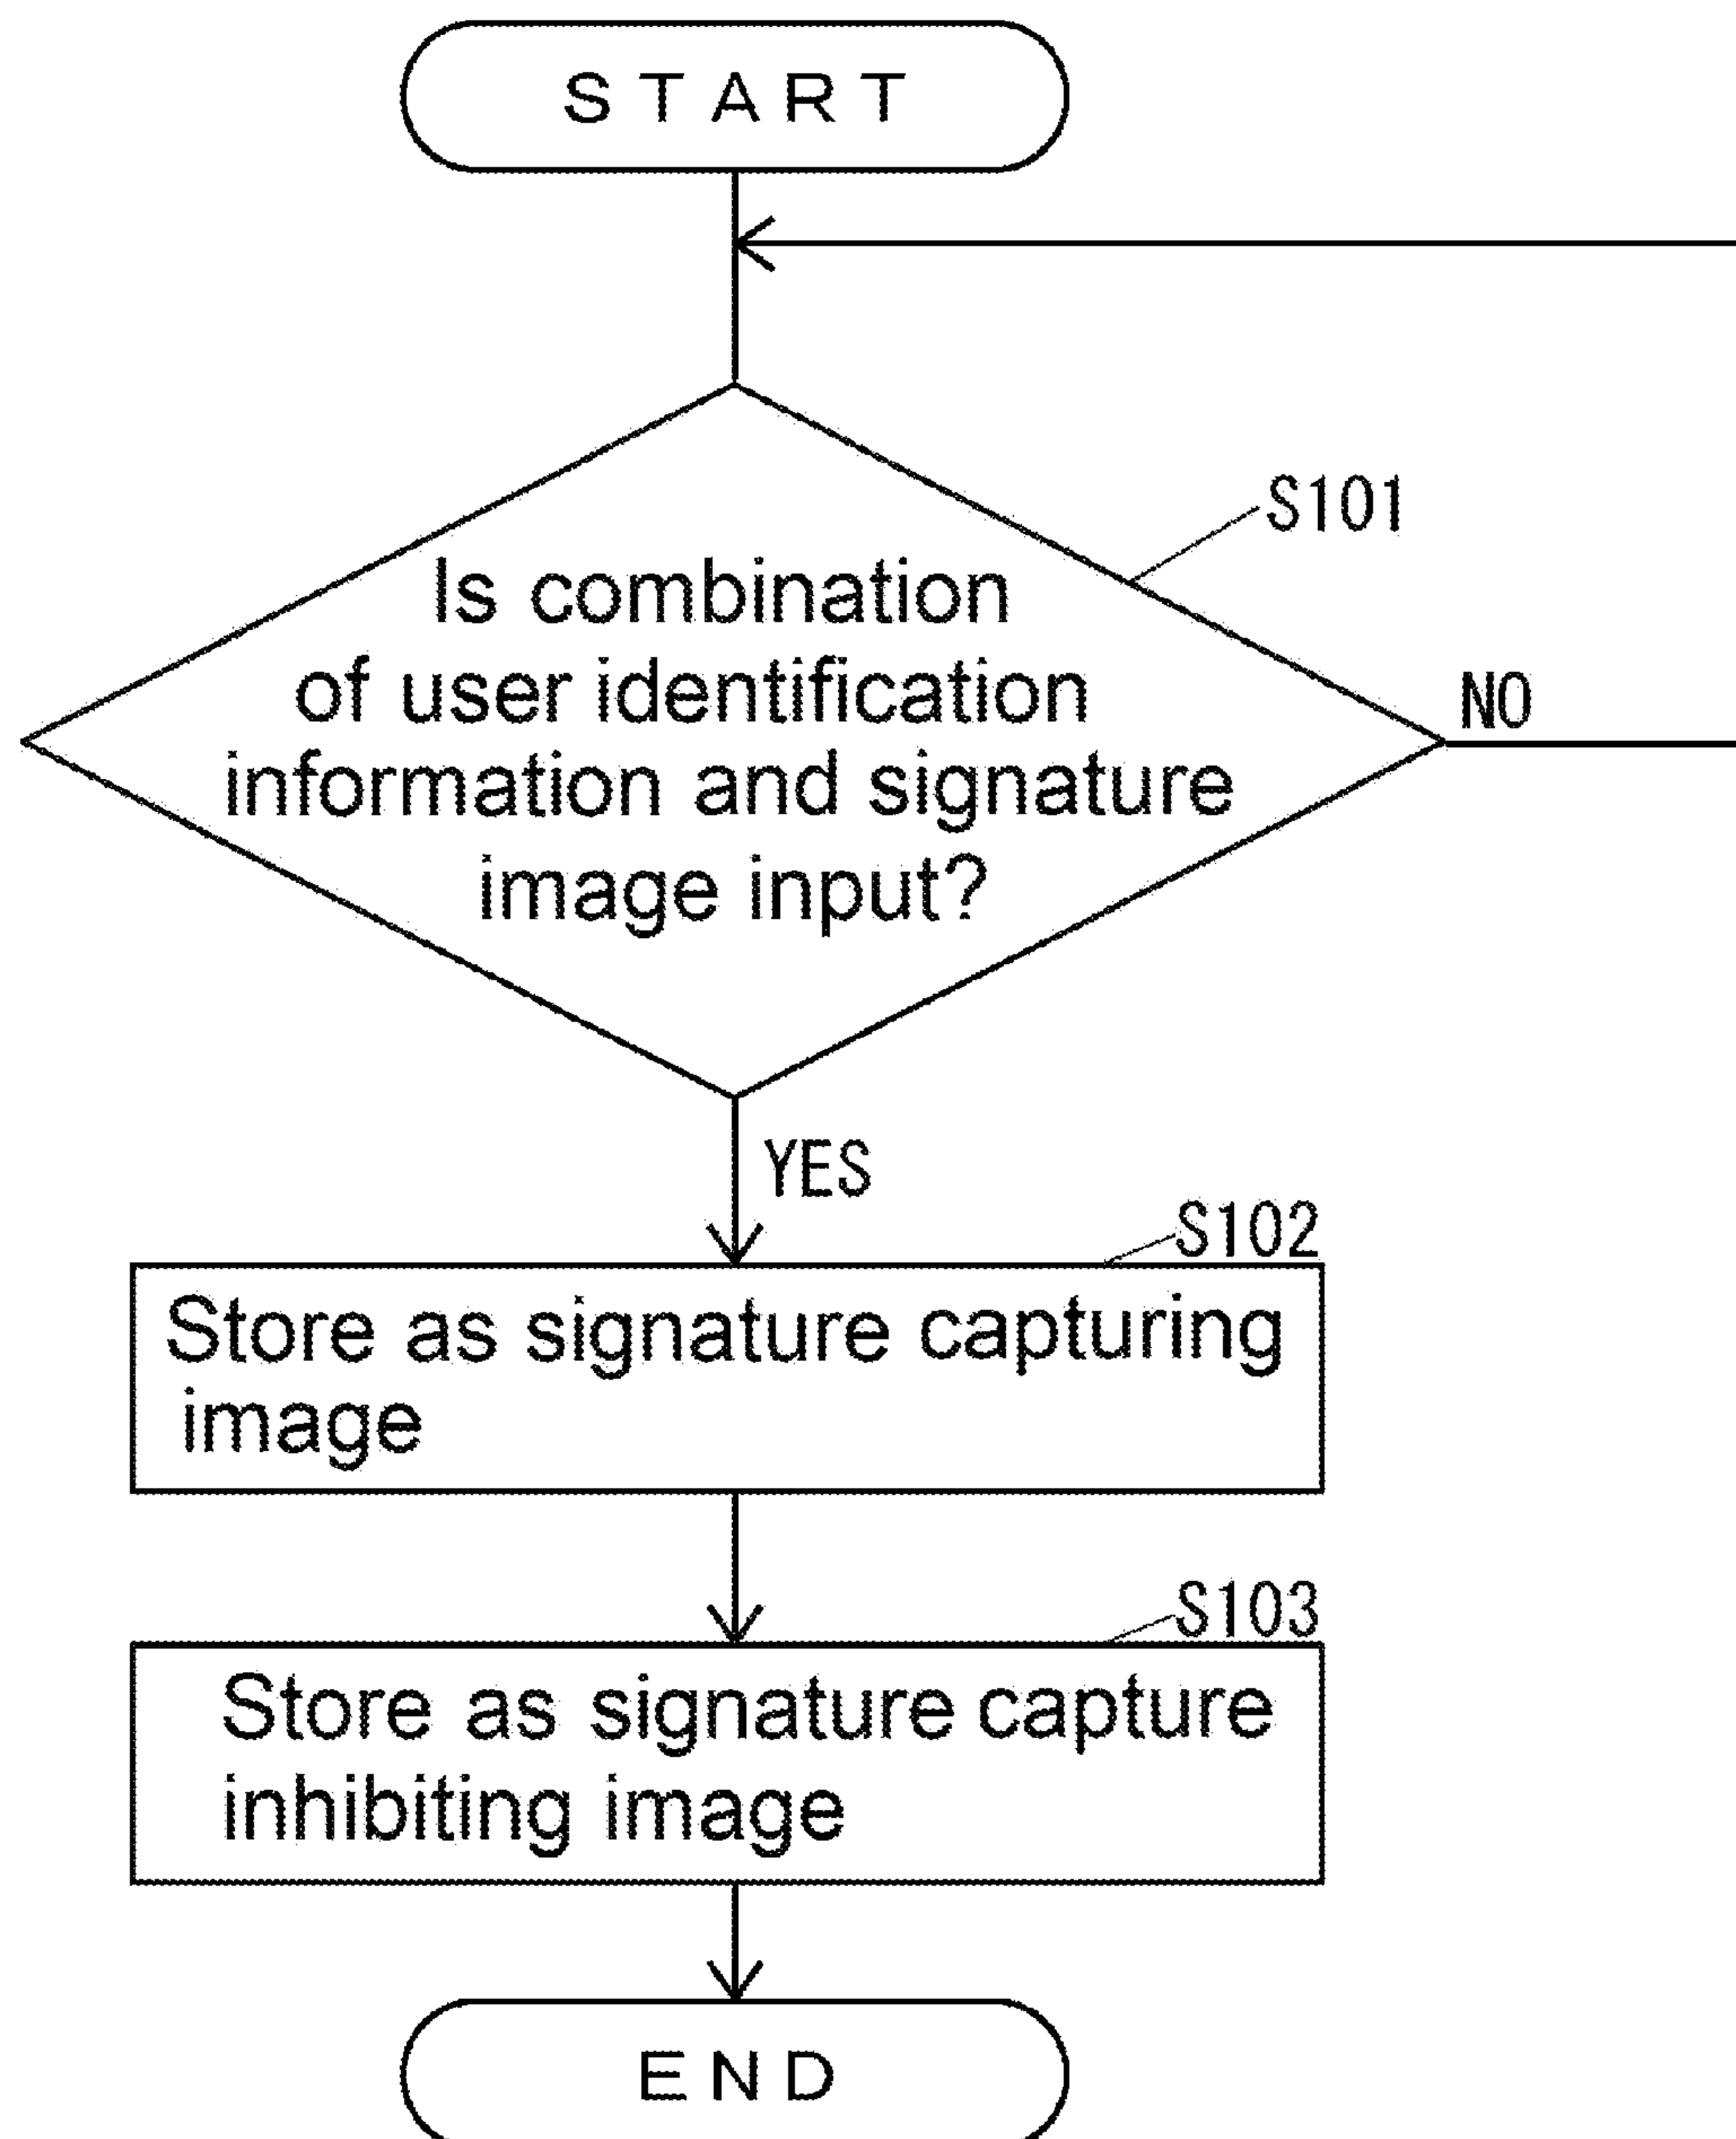 START
S101
Is combination
of user identification
information and signature
image input?
NO
YES
S102
Store as signature capturing
image
S103
Store as signature capture
inhibiting image
END